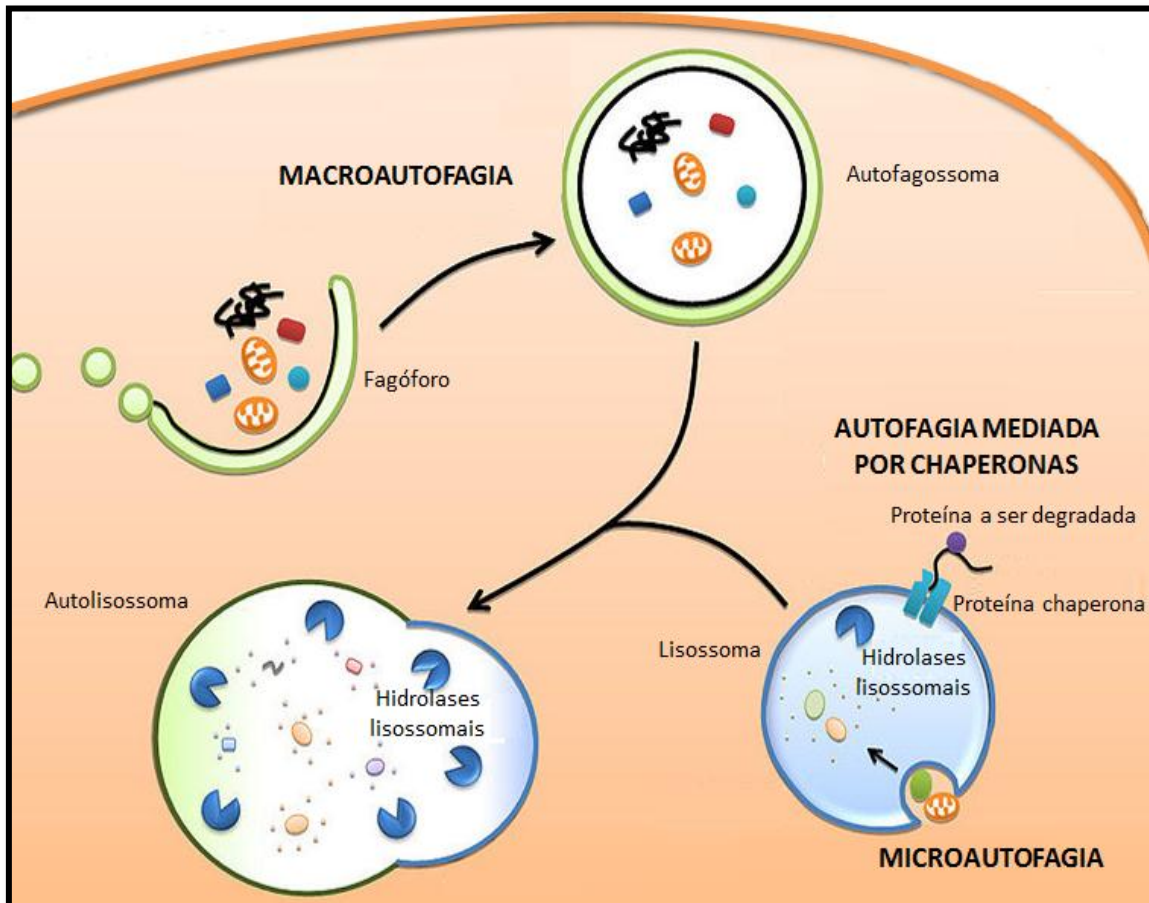 MACROAUTOFAGIA
Autofagossoma
Fagóforo
AUTOFAGIA MEDIADA
POR CHAPERONAS
Proteína a ser degradada
Proteína chaperona
Autolisossoma
Lisossoma
Hidrolases
lisossomais
Hidrolases
lisossomais
MICROAUTOFAGIA